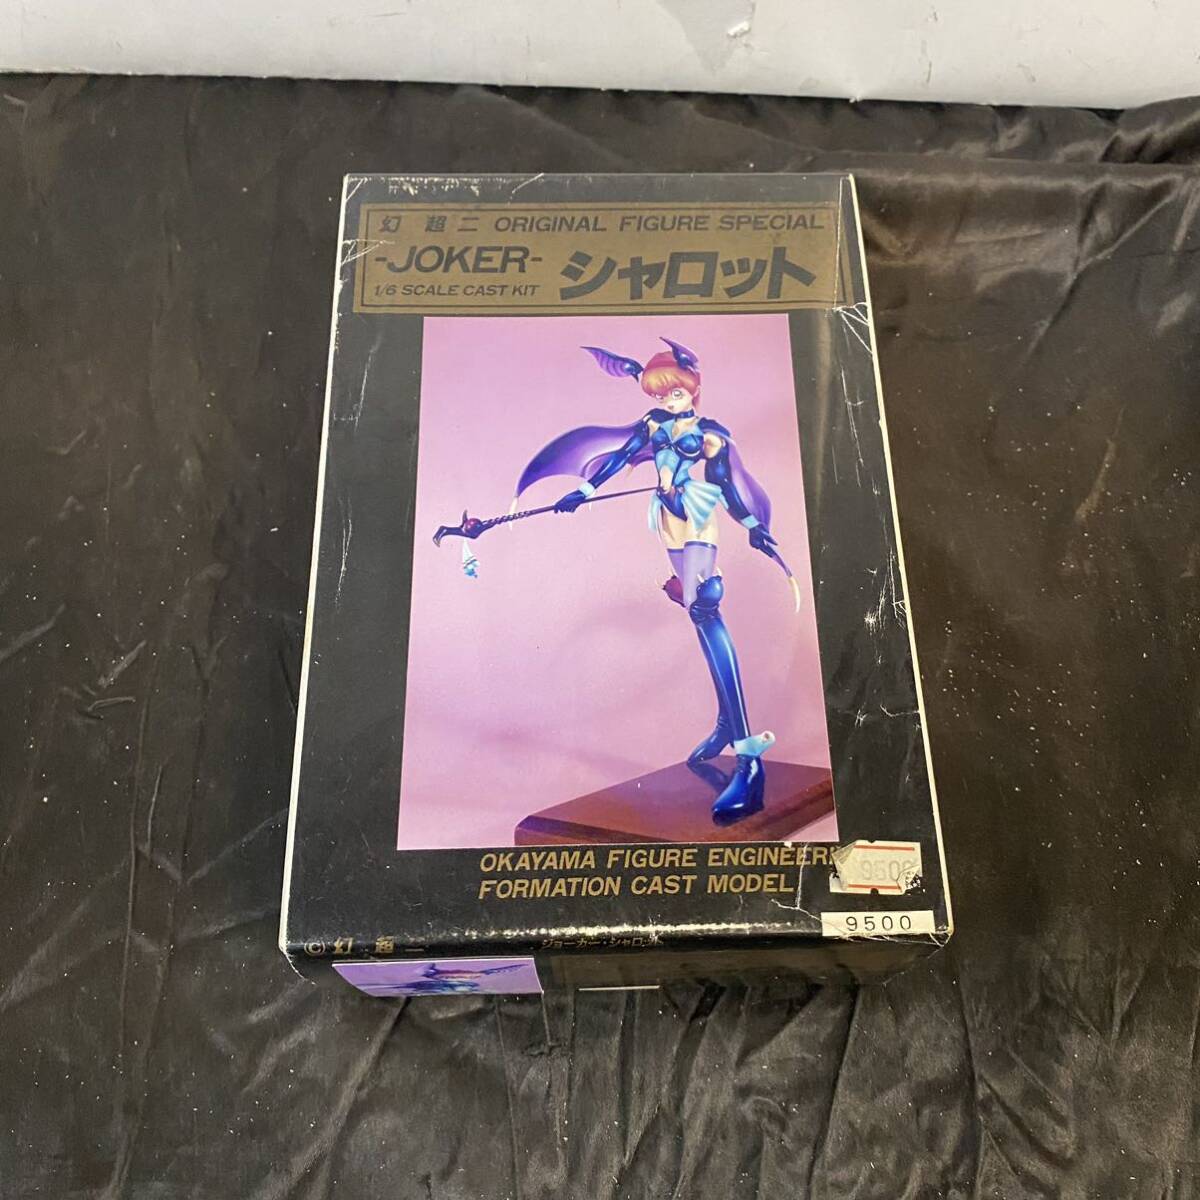 幻 超二 ORIGINAL FIGURE SPECIAL
-JOKER-
1/6 SCALE CAST KIT
シャロット
OKAYAMA FIGURE
FORMATION CAST MODEL
9500
9500
© 幻 超二
ジョーカー・シャロット